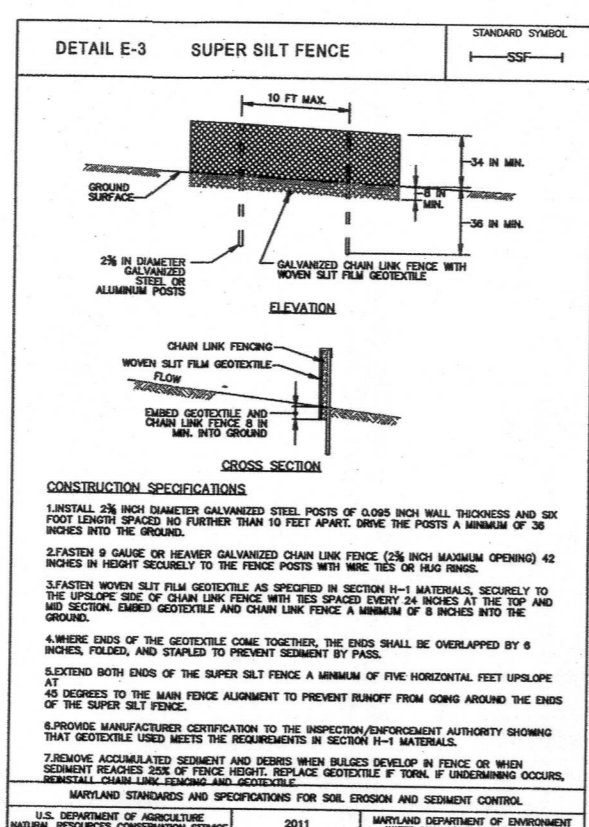 DETAIL E-3 SUPER SILT FENCE
STANDARD SYMBOL
SSF
10 FT MAX.
34 IN MIN.
GROUND
SURFACE
8 IN
MIN.
36 IN MIN.
2⅜ IN DIAMETER
GALVANIZED
STEEL OR
ALUMINUM POSTS
GALVANIZED CHAIN LINK FENCE WITH
WOVEN SLIT FILM GEOTEXTILE
ELEVATION
CHAIN LINK FENCING
WOVEN SLIT FILM GEOTEXTILE
FLOW
EMBED GEOTEXTILE AND
CHAIN LINK FENCE 8 IN
MIN. INTO GROUND
CROSS SECTION
CONSTRUCTION SPECIFICATIONS
1.INSTALL 2⅜ INCH DIAMETER GALVANIZED STEEL POSTS OF 0.095 INCH WALL THICKNESS AND SIX
FOOT LENGTH SPACED NO FURTHER THAN 10 FEET APART. DRIVE THE POSTS A MINIMUM OF 36
INCHES INTO THE GROUND.
2.FASTEN 9 GAUGE OR HEAVIER GALVANIZED CHAIN LINK FENCE (2⅜ INCH MAXIMUM OPENING) 42
INCHES IN HEIGHT SECURELY TO THE FENCE POSTS WITH WIRE TIES OR HUG RINGS.
3.FASTEN WOVEN SLIT FILM GEOTEXTILE AS SPECIFIED IN SECTION H-1 MATERIALS, SECURELY TO
THE UPSLOPE SIDE OF CHAIN LINK FENCE WITH TIES SPACED EVERY 24 INCHES AT THE TOP AND
MID SECTION. EMBED GEOTEXTILE AND CHAIN LINK FENCE A MINIMUM OF 8 INCHES INTO THE
GROUND.
4.WHERE ENDS OF THE GEOTEXTILE COME TOGETHER, THE ENDS SHALL BE OVERLAPPED BY 6
INCHES, FOLDED, AND STAPLED TO PREVENT SEDIMENT BY PASS.
5.EXTEND BOTH ENDS OF THE SUPER SILT FENCE A MINIMUM OF FIVE HORIZONTAL FEET UPSLOPE
AT
45 DEGREES TO THE MAIN FENCE ALIGNMENT TO PREVENT RUNOFF FROM GOING AROUND THE ENDS
OF THE SUPER SILT FENCE.
6.PROVIDE MANUFACTURER CERTIFICATION TO THE INSPECTION/ENFORCEMENT AUTHORITY SHOWING
THAT GEOTEXTILE USED MEETS THE REQUIREMENTS IN SECTION H-1 MATERIALS.
7.REMOVE ACCUMULATED SEDIMENT AND DEBRIS WHEN BULGES DEVELOP IN FENCE OR WHEN
SEDIMENT REACHES 25% OF FENCE HEIGHT. REPLACE GEOTEXTILE IF TORN. IF UNDERMINING OCCURS,
REINSTALL CHAIN LINK FENCING AND GEOTEXTILE.
MARYLAND STANDARDS AND SPECIFICATIONS FOR SOIL EROSION AND SEDIMENT CONTROL
U.S. DEPARTMENT OF AGRICULTURE
NATURAL RESOURCES CONSERVATION SERVICE
2011
MARYLAND DEPARTMENT OF ENVIRONMENT